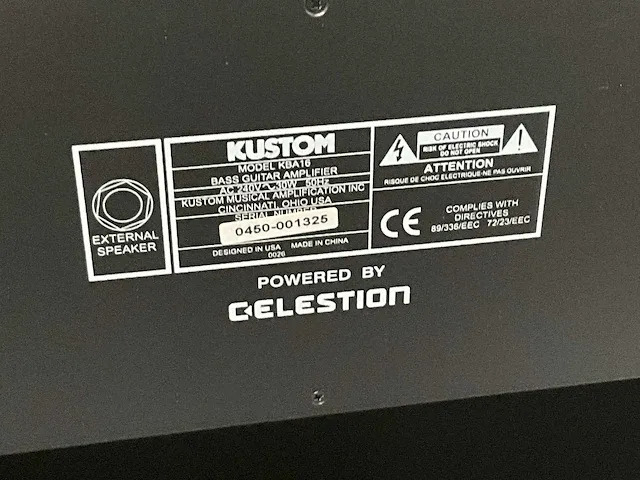 EXTERNAL
SPEAKER
KUSTOM
MODEL KBA16
BASS GUITAR AMPLIFIER
AC 240V~30W 50Hz
KUSTOM MUSICAL AMPLIFICATION INC
CINCINNATI, OHIO USA
SERIAL NUMBER
0450-001325
DESIGNED IN USA MADE IN CHINA
0026
CAUTION
RISK OF ELECTRIC SHOCK
DO NOT OPEN
ATTENTION
RISQUE DE CHOC ELECTRIQUE-NE PAS OUVRIR
CE
COMPLIES WITH
DIRECTIVES
89/336/EEC 72/23/EEC
POWERED BY
CELESTION